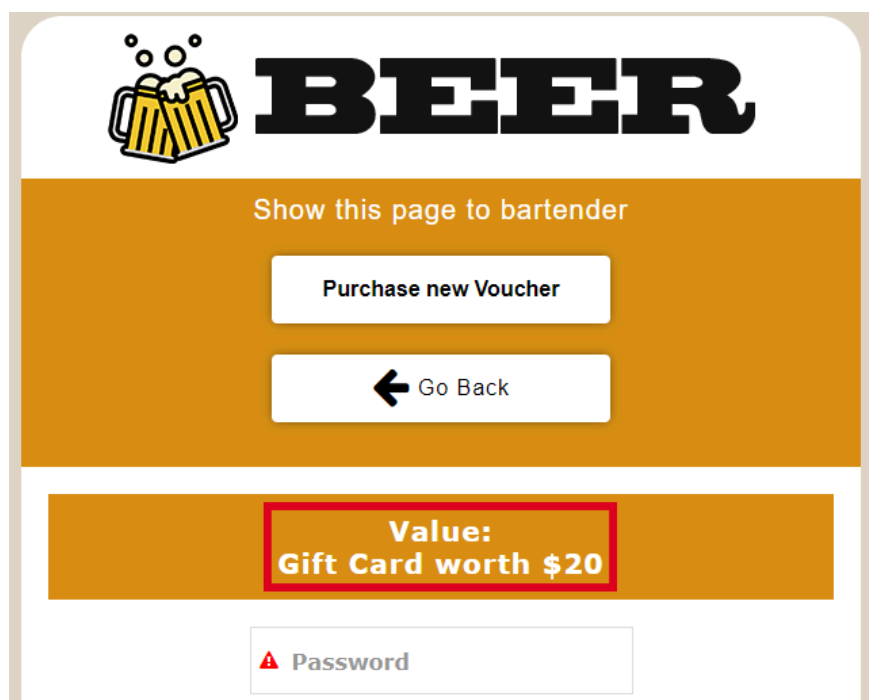 BEER
Show this page to bartender
Purchase new Voucher
Go Back
Value:
Gift Card worth $20
Password